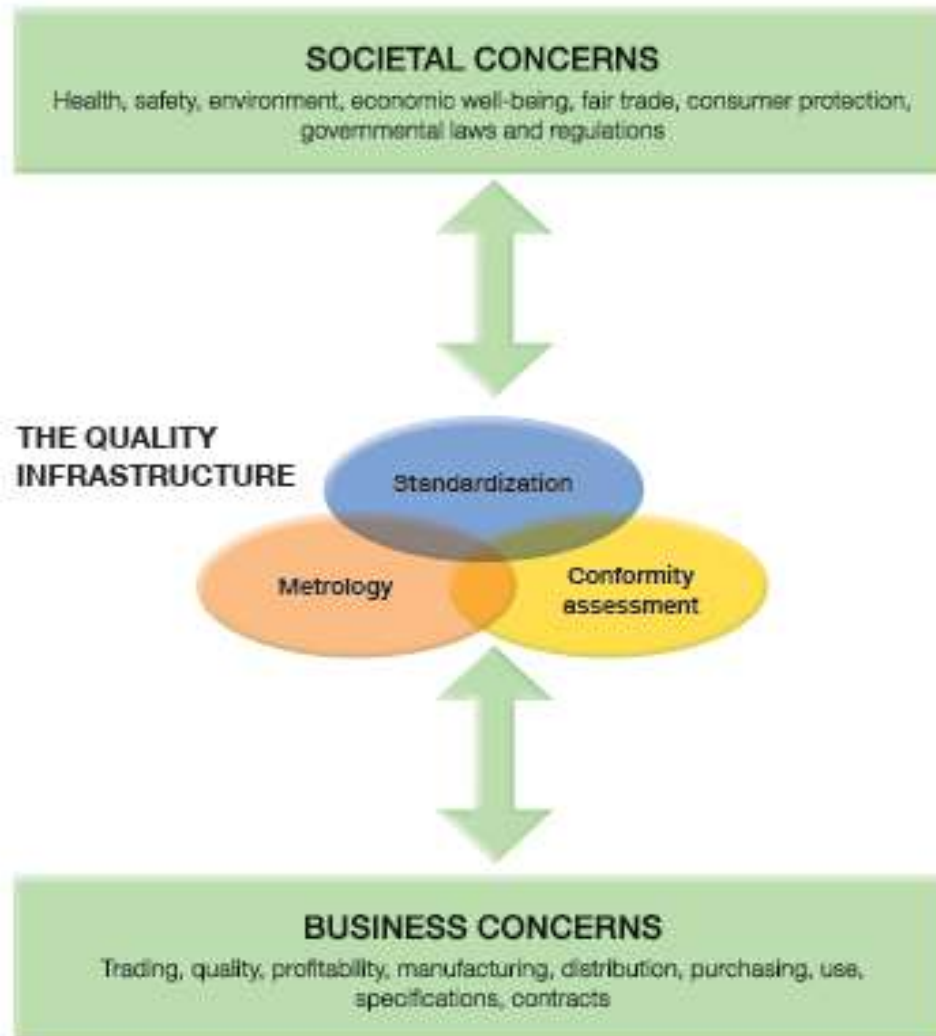 SOCIETAL CONCERNS
Health, safety, environment, economic well-being, fair trade, consumer protection,
governmental laws and regulations
THE QUALITY
INFRASTRUCTURE
Standardization
Metrology
Conformity
assessment
BUSINESS CONCERNS
Trading, quality, profitability, manufacturing, distribution, purchasing, use,
specifications, contracts